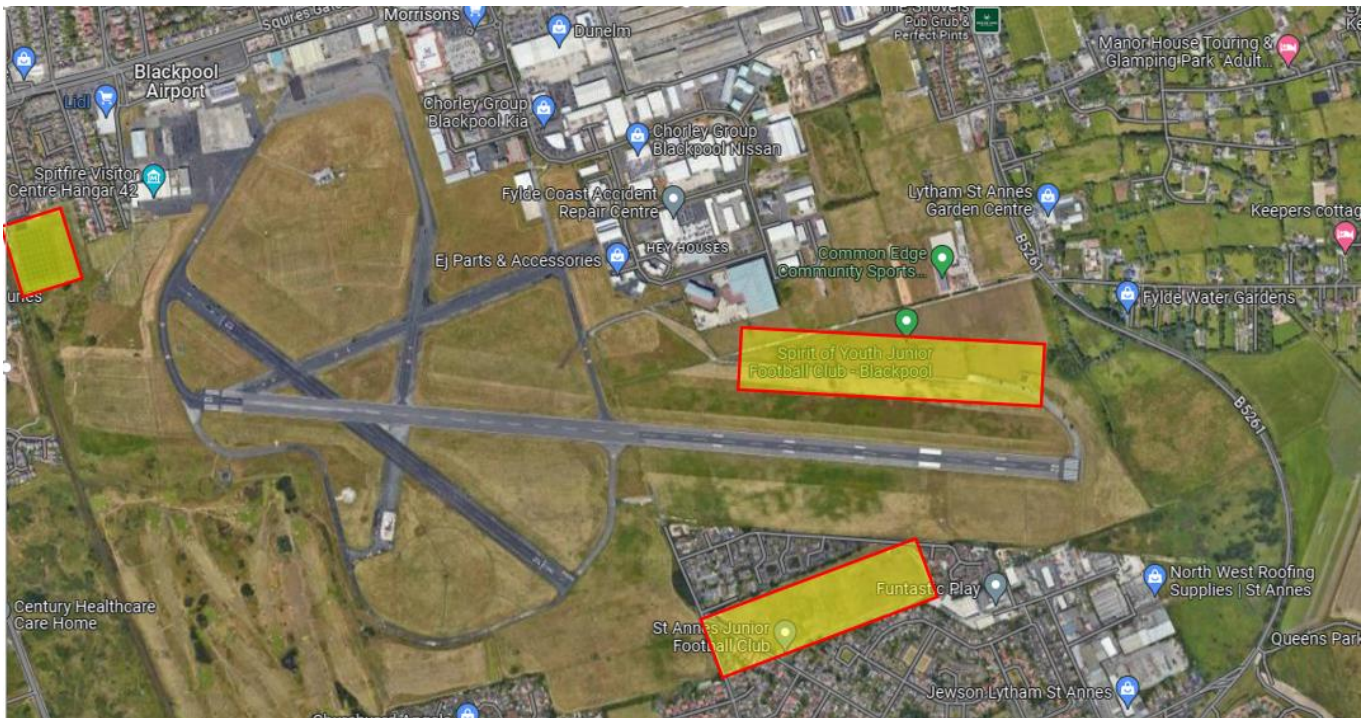 Squires Ga
Morrisons
Dunelm
The Shovels
Pub Grub &
Perfect Pints
Manor House Touring &
Glamping Park "Adult...
Blackpool
Airport
Lidl
Chorley Group
Blackpool Kia
Chorley Group
Blackpool Nissan
Spitfire Visitor
Centre Hangar 42
Fylde Coast Accident
Repair Centre
Lytham St Annes
Garden Centre
Keepers cottag
HEY HOUSES
Ej Parts & Accessories
Common Edge
Community Sports...
B5261
unes
Fylde Water Gardens
Spirit of Youth Junior
Football Club - Blackpool
B5261
Century Healthcare
Care Home
Funtastic Play
North West Roofing
Supplies | St Annes
St Annes Junior
Football Club
Queens Park
Jewson Lytham St Annes